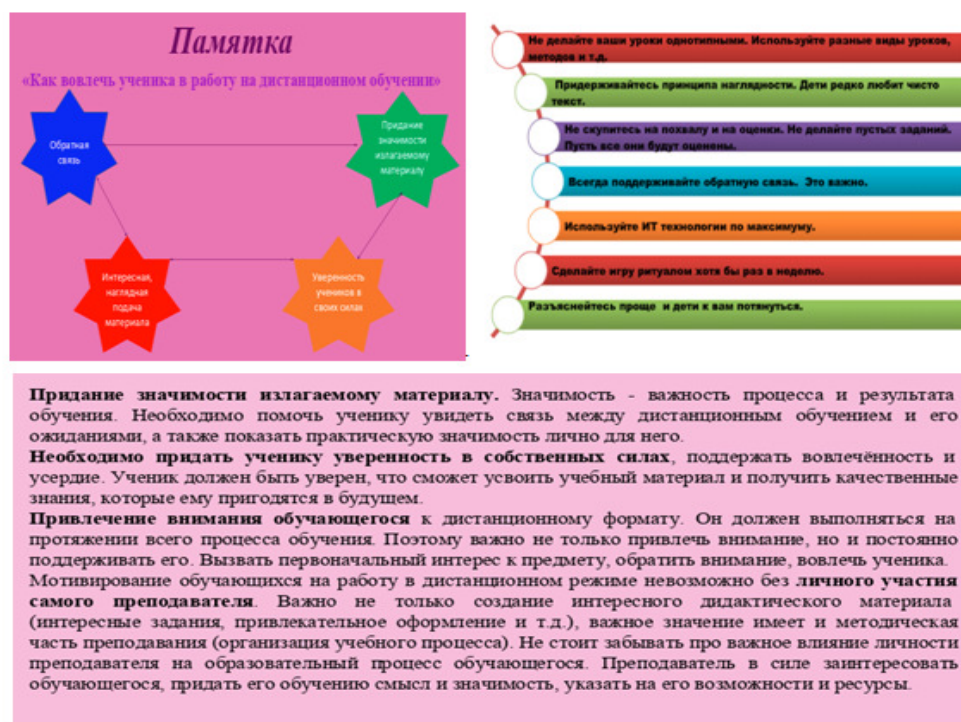 Памятка
«Как вовлечь ученика в работу на дистанционном обучении»
Обратная
связь
Придание
значимости
излагаемому
материалу
Интересная,
наглядная
подача
материала
Уверенность
учеников в
своих силах
Не делайте ваши уроки однотипными. Используйте разные виды уроков,
методов и т.д.
Придерживайтесь принципа наглядности. Дети редко любит чисто
текст.
Не скупитесь на похвалу и на оценки. Не делайте пустых заданий.
Пусть все они будут оценены.
Всегда поддерживайте обратную связь. Это важно.
Используйте ИТ технологии по максимуму.
Сделайте игру ритуалом хотя бы раз в неделю.
Разъяснейтесь проще и дети к вам потянуться.
Придание значимости излагаемому материалу. Значимость - важность процесса и результата
обучения. Необходимо помочь ученику увидеть связь между дистанционным обучением и его
ожиданиями, а также показать практическую значимость лично для него.
Необходимо придать ученику уверенность в собственных силах, поддержать вовлечённость и
усердие. Ученик должен быть уверен, что сможет усвоить учебный материал и получить качественные
знания, которые ему пригодятся в будущем.
Привлечение внимания обучающегося к дистанционному формату. Он должен выполняться на
протяжении всего процесса обучения. Поэтому важно не только привлечь внимание, но и постоянно
поддерживать его. Вызвать первоначальный интерес к предмету, обратить внимание, вовлечь ученика.
Мотивирование обучающихся на работу в дистанционном режиме невозможно без личного участия
самого преподавателя. Важно не только создание интересного дидактического материала
(интересные задания, привлекательное оформление и т.д.), важное значение имеет и методическая
часть преподавания (организация учебного процесса). Не стоит забывать про важное влияние личности
преподавателя на образовательный процесс обучающегося. Преподаватель в силе заинтересовать
обучающегося, придать его обучению смысл и значимость, указать на его возможности и ресурсы.